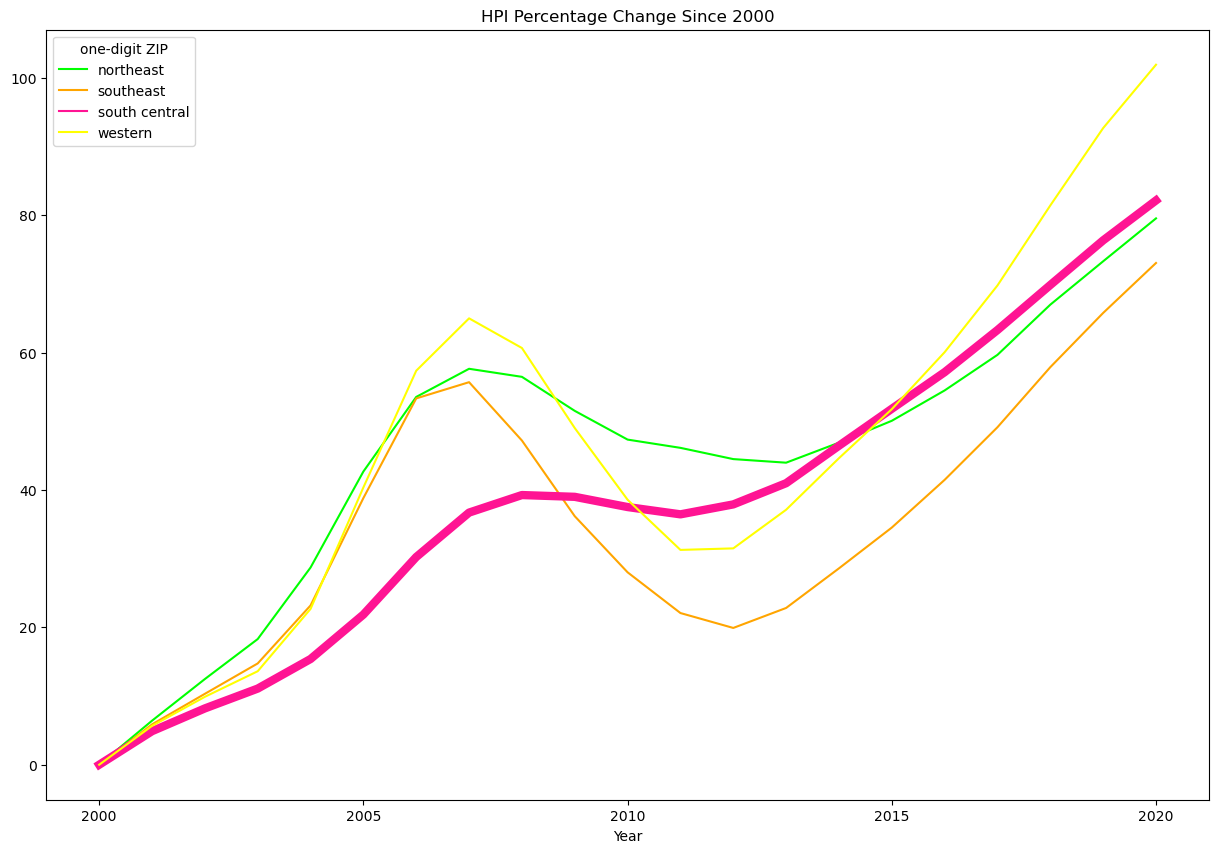 HPI Percentage Change Since 2000
one-digit ZIP
northeast
southeast
south central
western
100
80
60
40
20
0
2000 2005 2010 2015 2020
Year